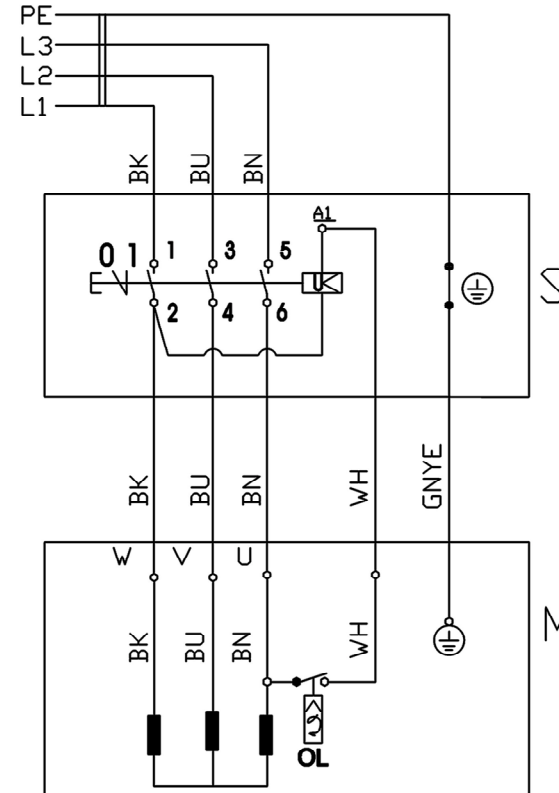 PE
L3
L2
L1
BK BU BN
A1
0 1 1 3 5
U<
2 4 6
BK BU BN WH GNYE
W V U
BK BU BN WH
OL